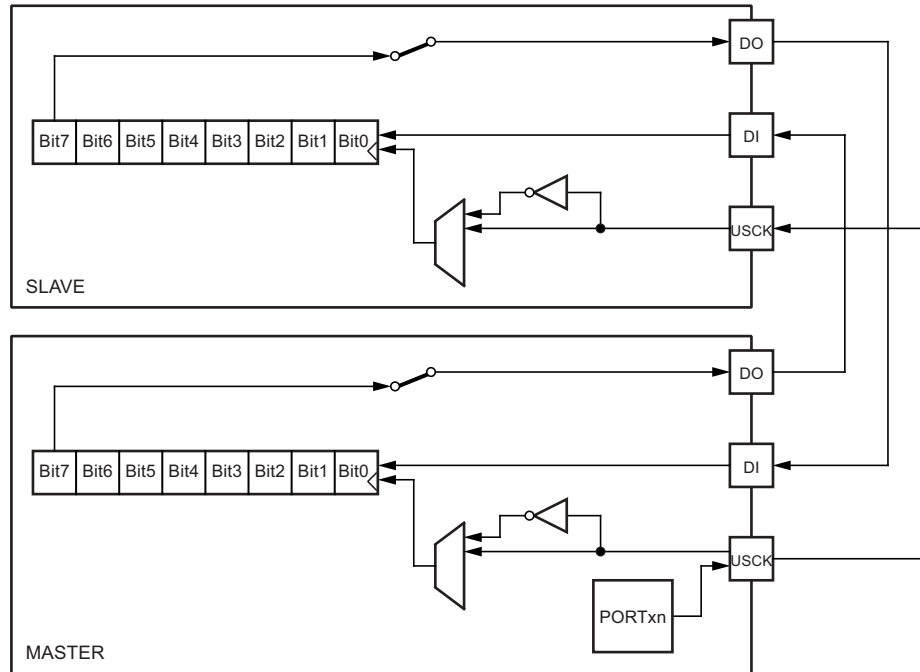 DO
Bit7 Bit6 Bit5 Bit4 Bit3 Bit2 Bit1 Bit0
DI
USCK
SLAVE
DO
Bit7 Bit6 Bit5 Bit4 Bit3 Bit2 Bit1 Bit0
DI
USCK
PORTxn
MASTER